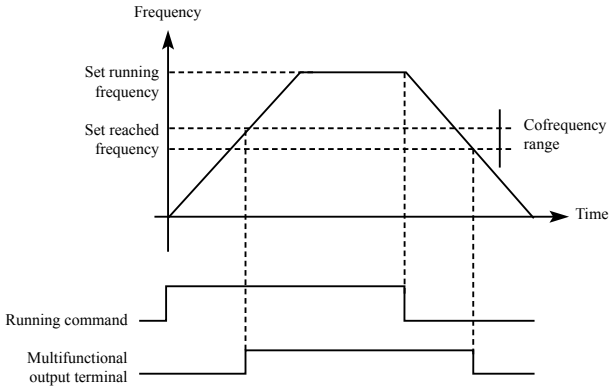 Frequency
Set running
frequency
Set reached
frequency
Cofrequency
range
Time
Running command
Multifunctional
output terminal